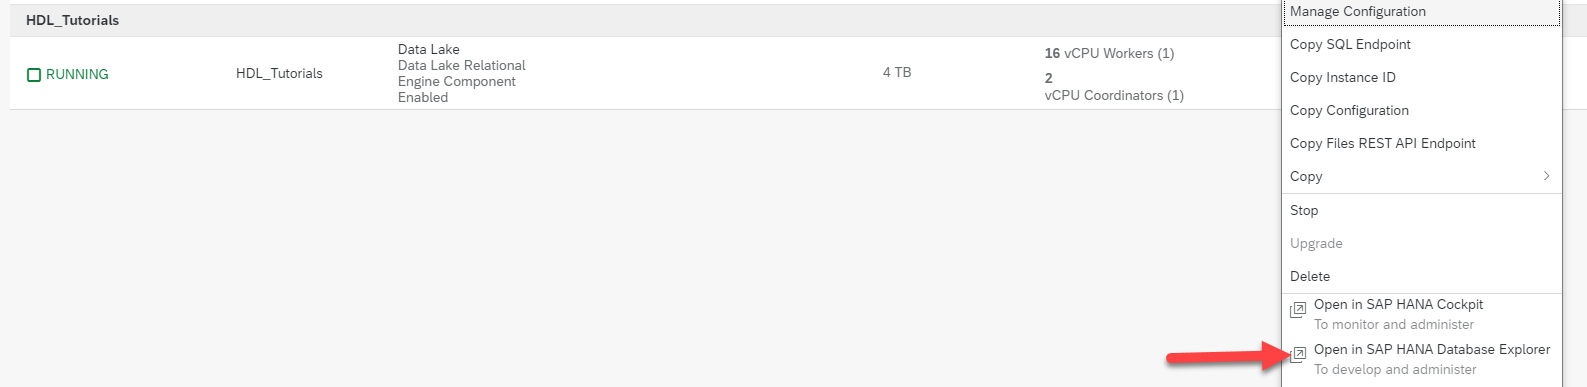 HDL_Tutorials
RUNNING
HDL_Tutorials
Data Lake
Data Lake Relational
Engine Component
Enabled
4 TB
16 vCPU Workers (1)
2
vCPU Coordinators (1)
Manage Configuration
Copy SQL Endpoint
Copy Instance ID
Copy Configuration
Copy Files REST API Endpoint
Copy
Stop
Upgrade
Delete
Open in SAP HANA Cockpit
To monitor and administer
Open in SAP HANA Database Explorer
To develop and administer